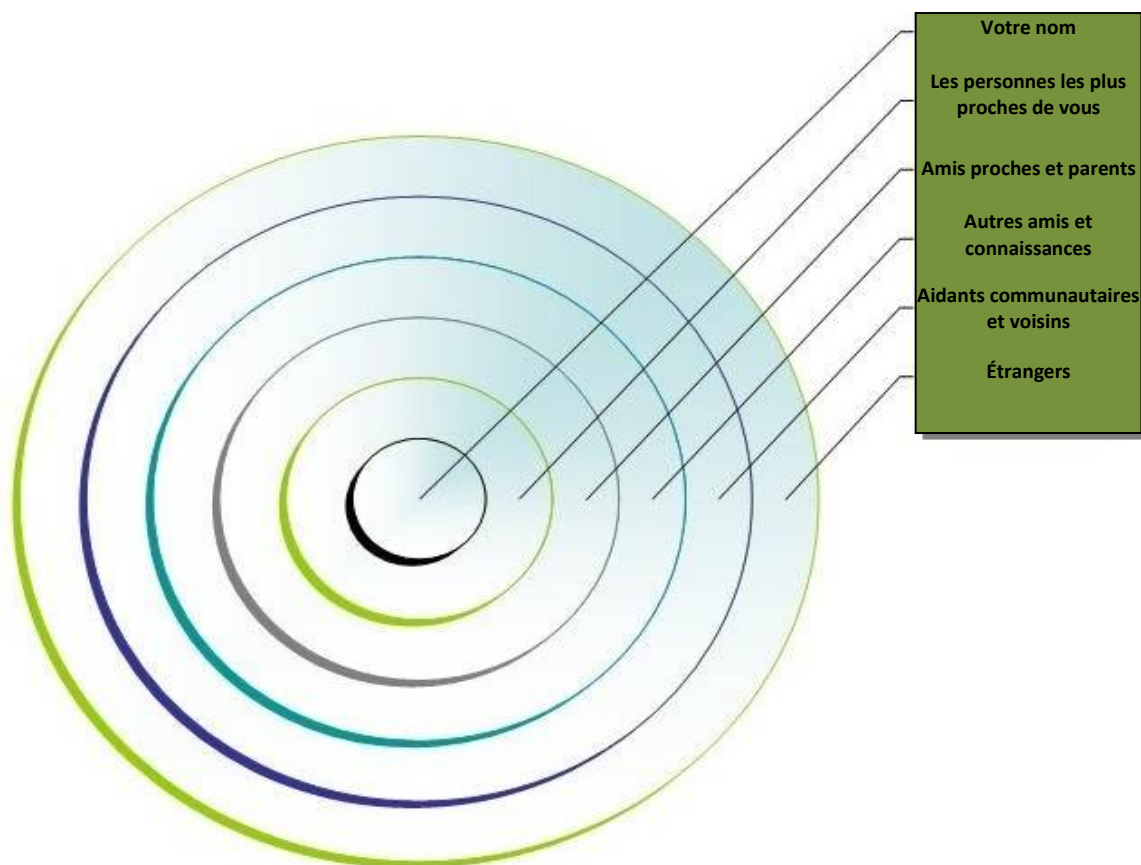 Votre nom
Les personnes les plus
proches de vous
Amis proches et parents
Autres amis et
connaissances
Aidants communautaires
et voisins
Étrangers